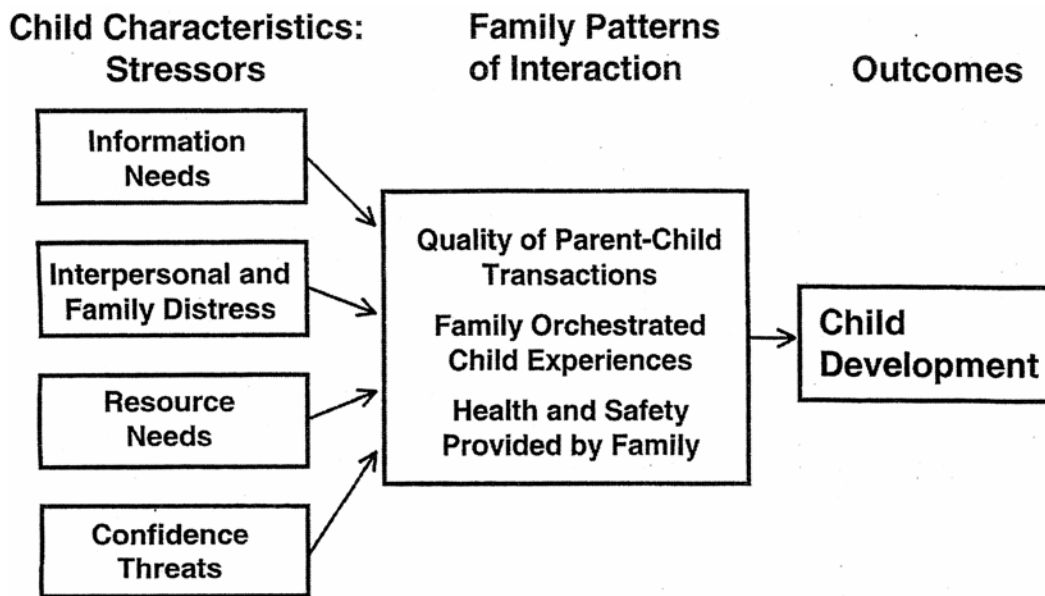 Child Characteristics:
Stressors
Family Patterns
of Interaction
Outcomes
Information
Needs
Interpersonal and
Family Distress
Resource
Needs
Confidence
Threats
Quality of Parent-Child
Transactions
Family Orchestrated
Child Experiences
Health and Safety
Provided by Family
Child
Development